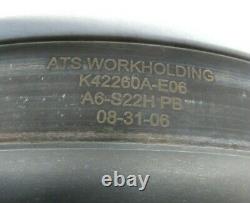 ATS WORKHOLDING
K42260A-E06
A6-S22H PB
08-31-06